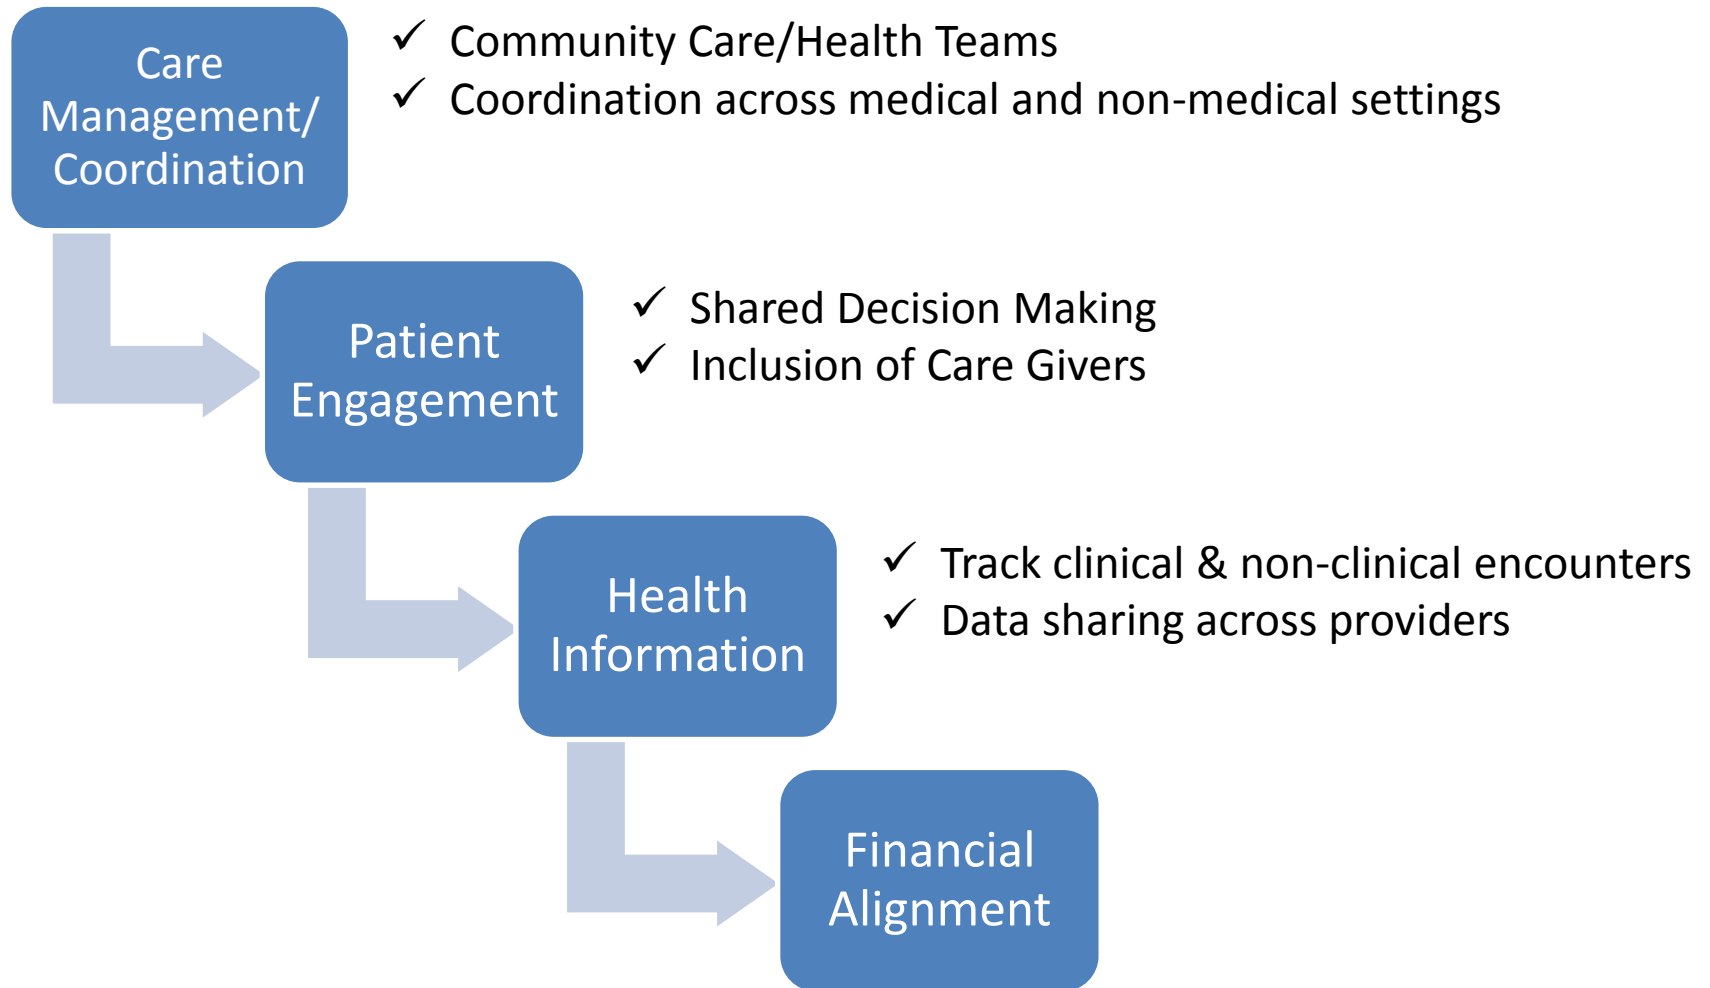 Care
Management/
Coordination
✓ Community Care/Health Teams
✓ Coordination across medical and non-medical settings
Patient
Engagement
✓ Shared Decision Making
✓ Inclusion of Care Givers
Health
Information
✓ Track clinical & non-clinical encounters
✓ Data sharing across providers
Financial
Alignment